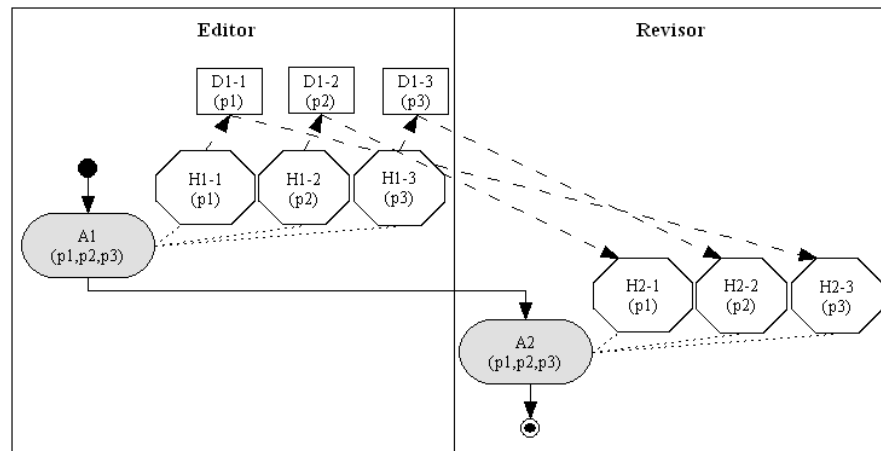 Editor
Revisor
D1-1
(p1)
D1-2
(p2)
D1-3
(p3)
H1-1
(p1)
H1-2
(p2)
H1-3
(p3)
A1
(p1,p2,p3)
H2-1
(p1)
H2-2
(p2)
H2-3
(p3)
A2
(p1,p2,p3)